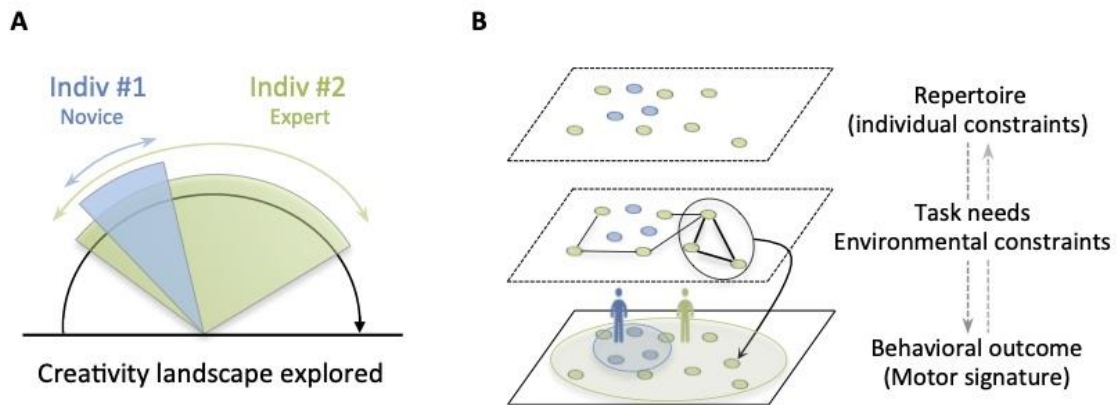 A
Indiv #1
Novice
Indiv #2
Expert
Creativity landscape explored
B
Repertoire
(individual constraints)
Task needs
Environmental constraints
Behavioral outcome
(Motor signature)